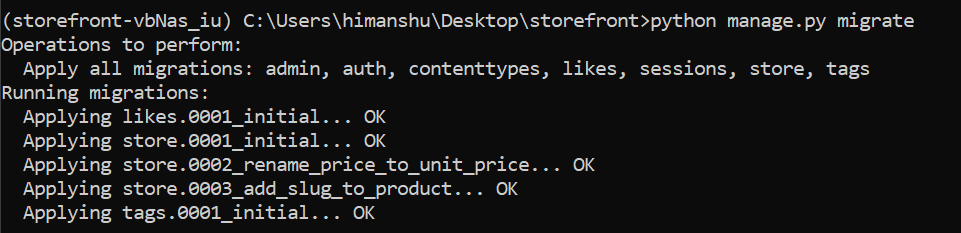 (storefront-vbNas_iu) C:\Users\himanshu\Desktop\storefront>python manage.py migrate
Operations to perform:
  Apply all migrations: admin, auth, contenttypes, likes, sessions, store, tags
Running migrations:
  Applying likes.0001_initial... OK
  Applying store.0001_initial... OK
  Applying store.0002_rename_price_to_unit_price... OK
  Applying store.0003_add_slug_to_product... OK
  Applying tags.0001_initial... OK